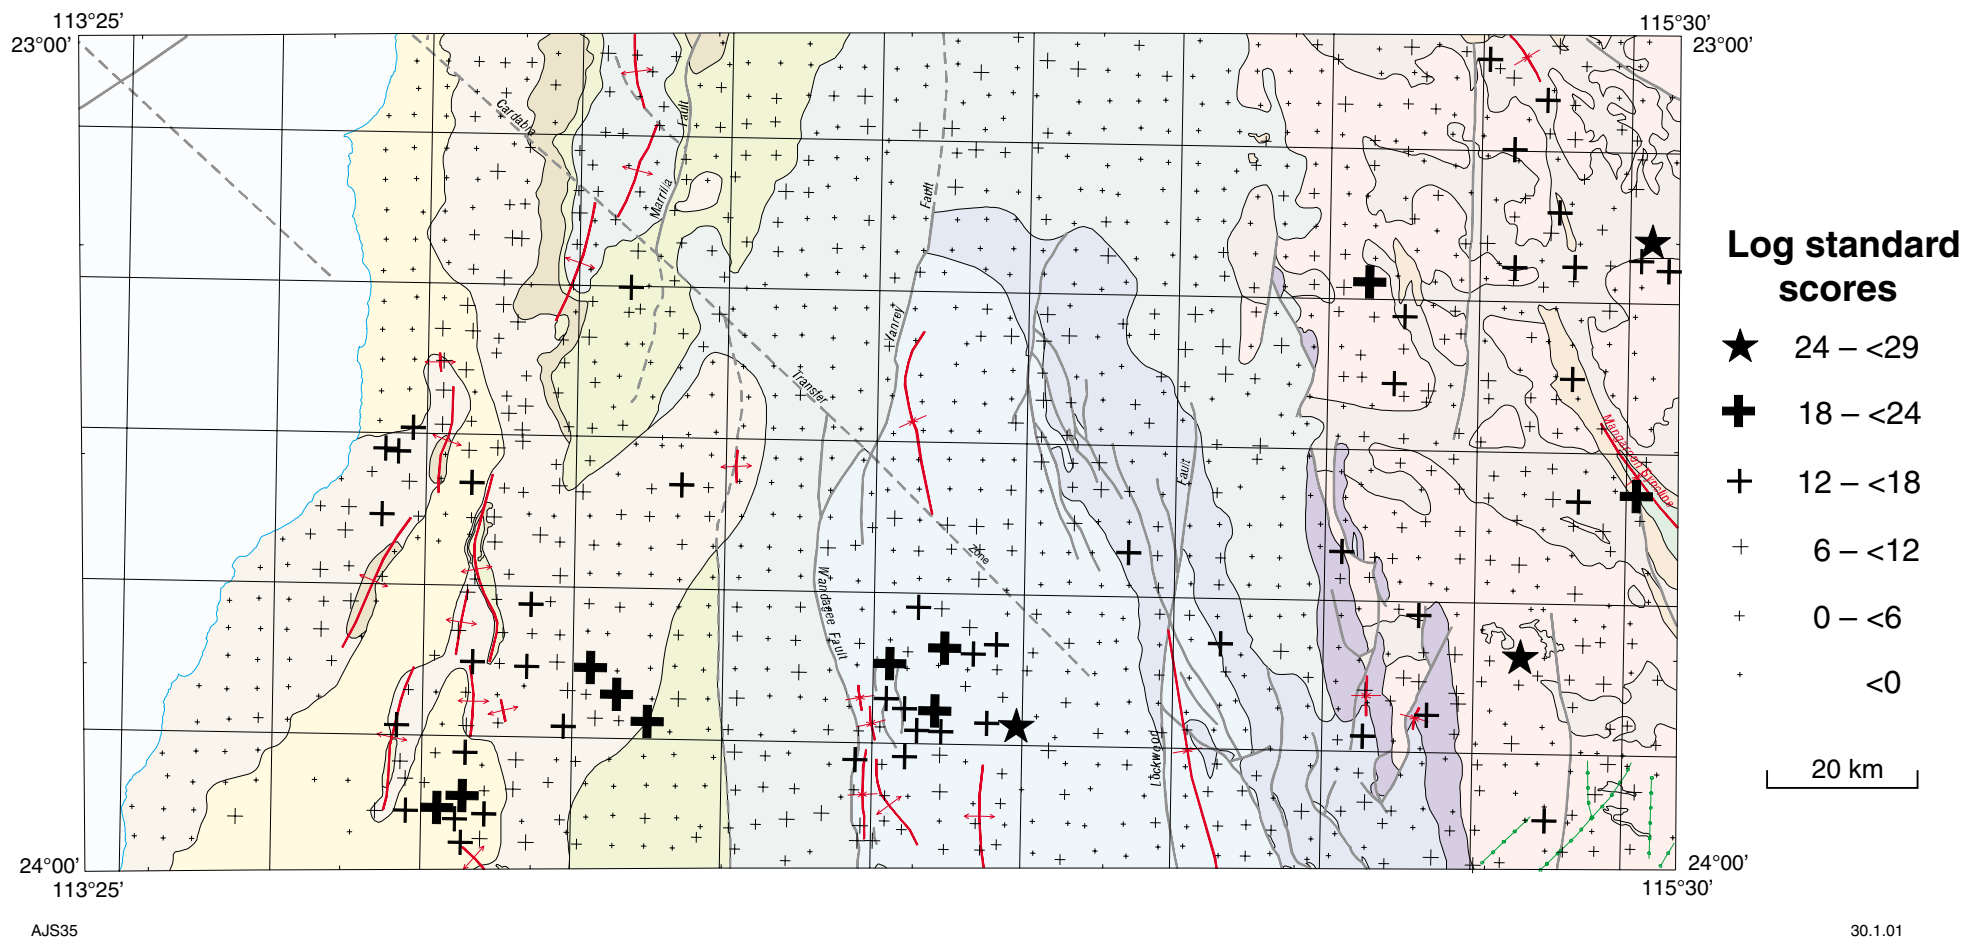 113°25’
115°30’
23°00’
23°00’
Cardabia
Fault
Marrilla
Fault
Yanrey
Transfer
Zone
Wandagee Fault
Fault
Lockwood
Mangaroon Syncline
Log standard
scores
24 – <29
18 – <24
12 – <18
6 – <12
0 – <6
<0
20 km
24°00’
24°00’
113°25’
115°30’
AJS35
30.1.01